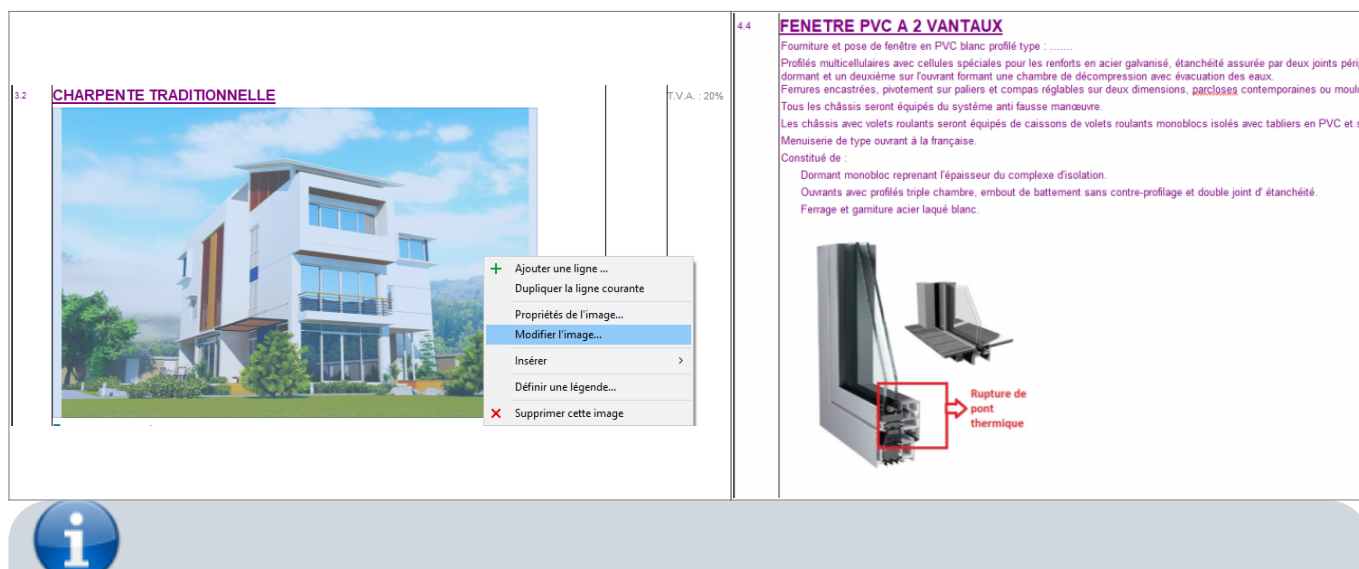 3.2 CHARPENTE TRADITIONNELLE T.V.A. : 20%
Ajouter une ligne ...
Dupliquer la ligne courante
Propriétés de l'image...
Modifier l'image...
Insérer
Définir une légende...
Supprimer cette image
4.4 FENETRE PVC A 2 VANTAUX
Fourniture et pose de fenêtre en PVC blanc profilé type : .......
Profilés multicellulaires avec cellules spéciales pour les renforts en acier galvanisé, étanchéité assurée par deux joints
dormant et un deuxième sur l'ouvrant formant une chambre de décompression avec évacuation des eaux.
Ferrures encastrées, pivotement sur paliers et compas réglables sur deux dimensions, parcloses contemporaines ou
Tous les châssis seront équipés du système anti fausse manœuvre.
Les châssis avec volets roulants seront équipés de caissons de volets roulants monoblocs isolés avec tabliers en PVC et
Menuiserie de type ouvrant à la française.
Constitué de :
Dormant monobloc reprenant l'épaisseur du complexe d'isolation.
Ouvrants avec profilés triple chambre, embout de battement sans contre-profilage et double joint d' étanchéité.
Ferrage et garniture acier laqué blanc.
Rupture de
pont
thermique